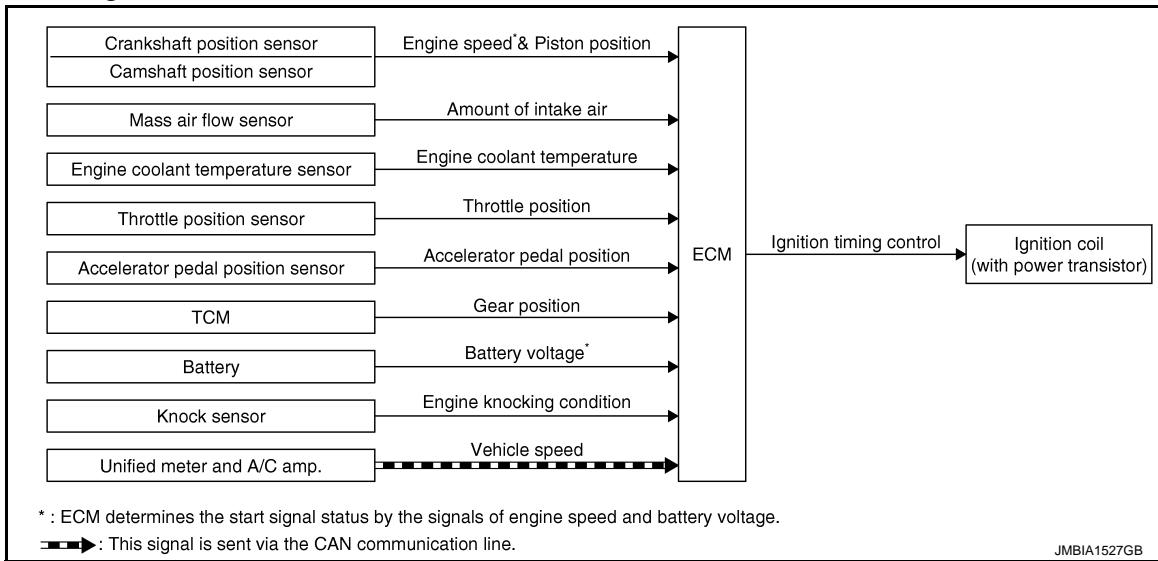 Crankshaft position sensor
Engine speed*& Piston position
Camshaft position sensor
Mass air flow sensor
Amount of intake air
Engine coolant temperature sensor
Engine coolant temperature
Throttle position sensor
Throttle position
Accelerator pedal position sensor
Accelerator pedal position
TCM
Gear position
Battery
Battery voltage*
Knock sensor
Engine knocking condition
Unified meter and A/C amp.
Vehicle speed
ECM
Ignition timing control
Ignition coil
(with power transistor)
* : ECM determines the start signal status by the signals of engine speed and battery voltage.
: This signal is sent via the CAN communication line.
JMBIA1527GB